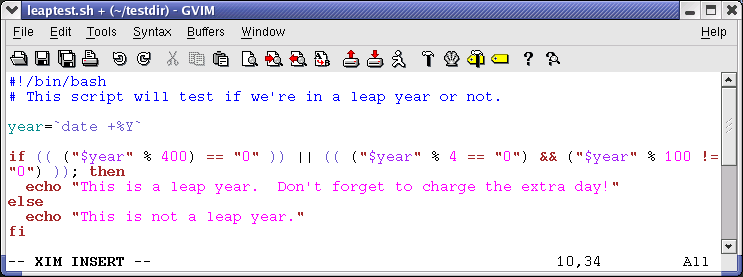 leaptest.sh + (~/testdir) - GVIM
File Edit Tools Syntax Buffers Window Help
#!/bin/bash
# This script will test if we're in a leap year or not.
year=`date +%Y`
if (( ("$year" % 400) == "0" )) || (( ("$year" % 4 == "0") && ("$year" % 100 !=
"0") )); then
  echo "This is a leap year.  Don't forget to charge the extra day!"
else
  echo "This is not a leap year."
fi
-- XIM INSERT -- 10,34 All